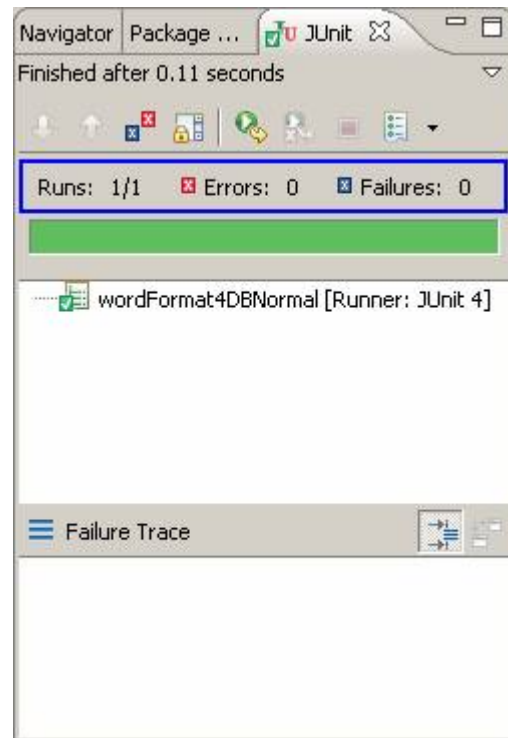 Navigator Package ... JU JUnit
Finished after 0.11 seconds
Runs: 1/1 Errors: 0 Failures: 0
wordFormat4DBNormal [Runner: JUnit 4]
Failure Trace